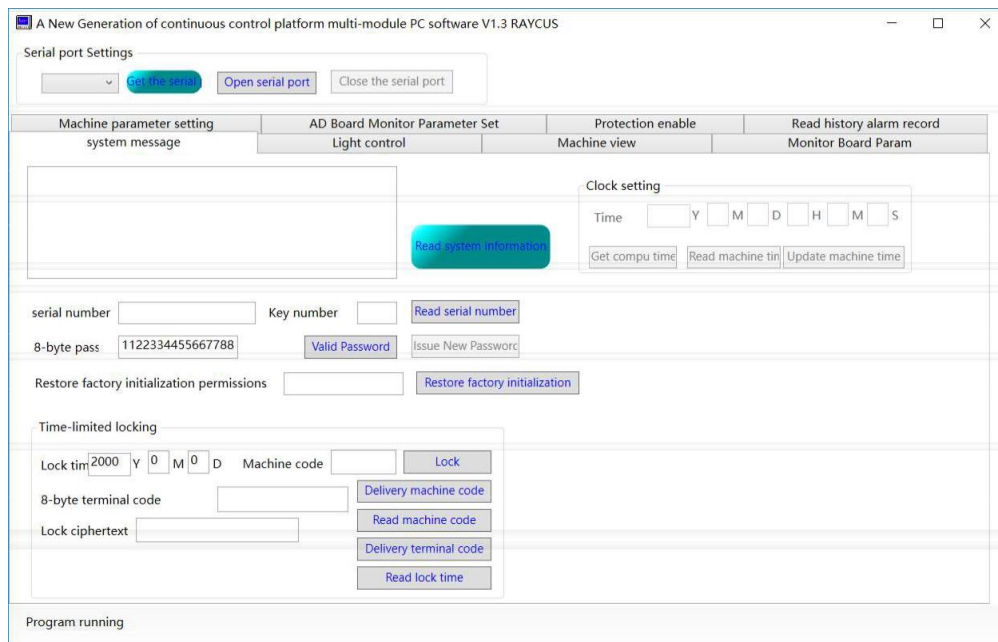 A New Generation of continuous control platform multi-module PC software V1.3 RAYCUS
Serial port Settings
Get the serial Open serial port Close the serial port
Machine parameter setting AD Board Monitor Parameter Set Protection enable Read history alarm record
system message Light control Machine view Monitor Board Param
Clock setting
Time Y M D H M S
Read system information
Get compu time Read machine tin Update machine time
serial number Key number Read serial number
8-byte pass 1122334455667788 Valid Password Issue New Passworc
Restore factory initialization permissions Restore factory initialization
Time-limited locking
Lock tim 2000 Y 0 M 0 D Machine code Lock
8-byte terminal code Delivery machine code
Lock ciphertext Read machine code
Delivery terminal code
Read lock time
Program running